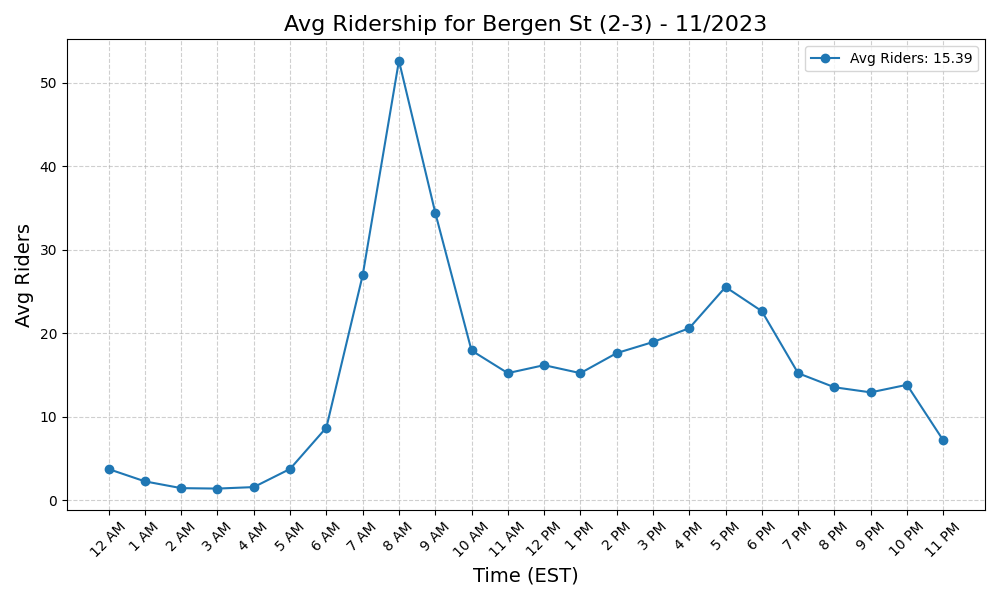 Avg Ridership for Bergen St (2-3) - 11/2023
Avg Riders: 15.39
Avg Riders
50
40
30
20
10
0
12 AM
1 AM
2 AM
3 AM
4 AM
5 AM
6 AM
7 AM
8 AM
9 AM
10 AM
11 AM
12 PM
1 PM
2 PM
3 PM
4 PM
5 PM
6 PM
7 PM
8 PM
9 PM
10 PM
11 PM
Time (EST)